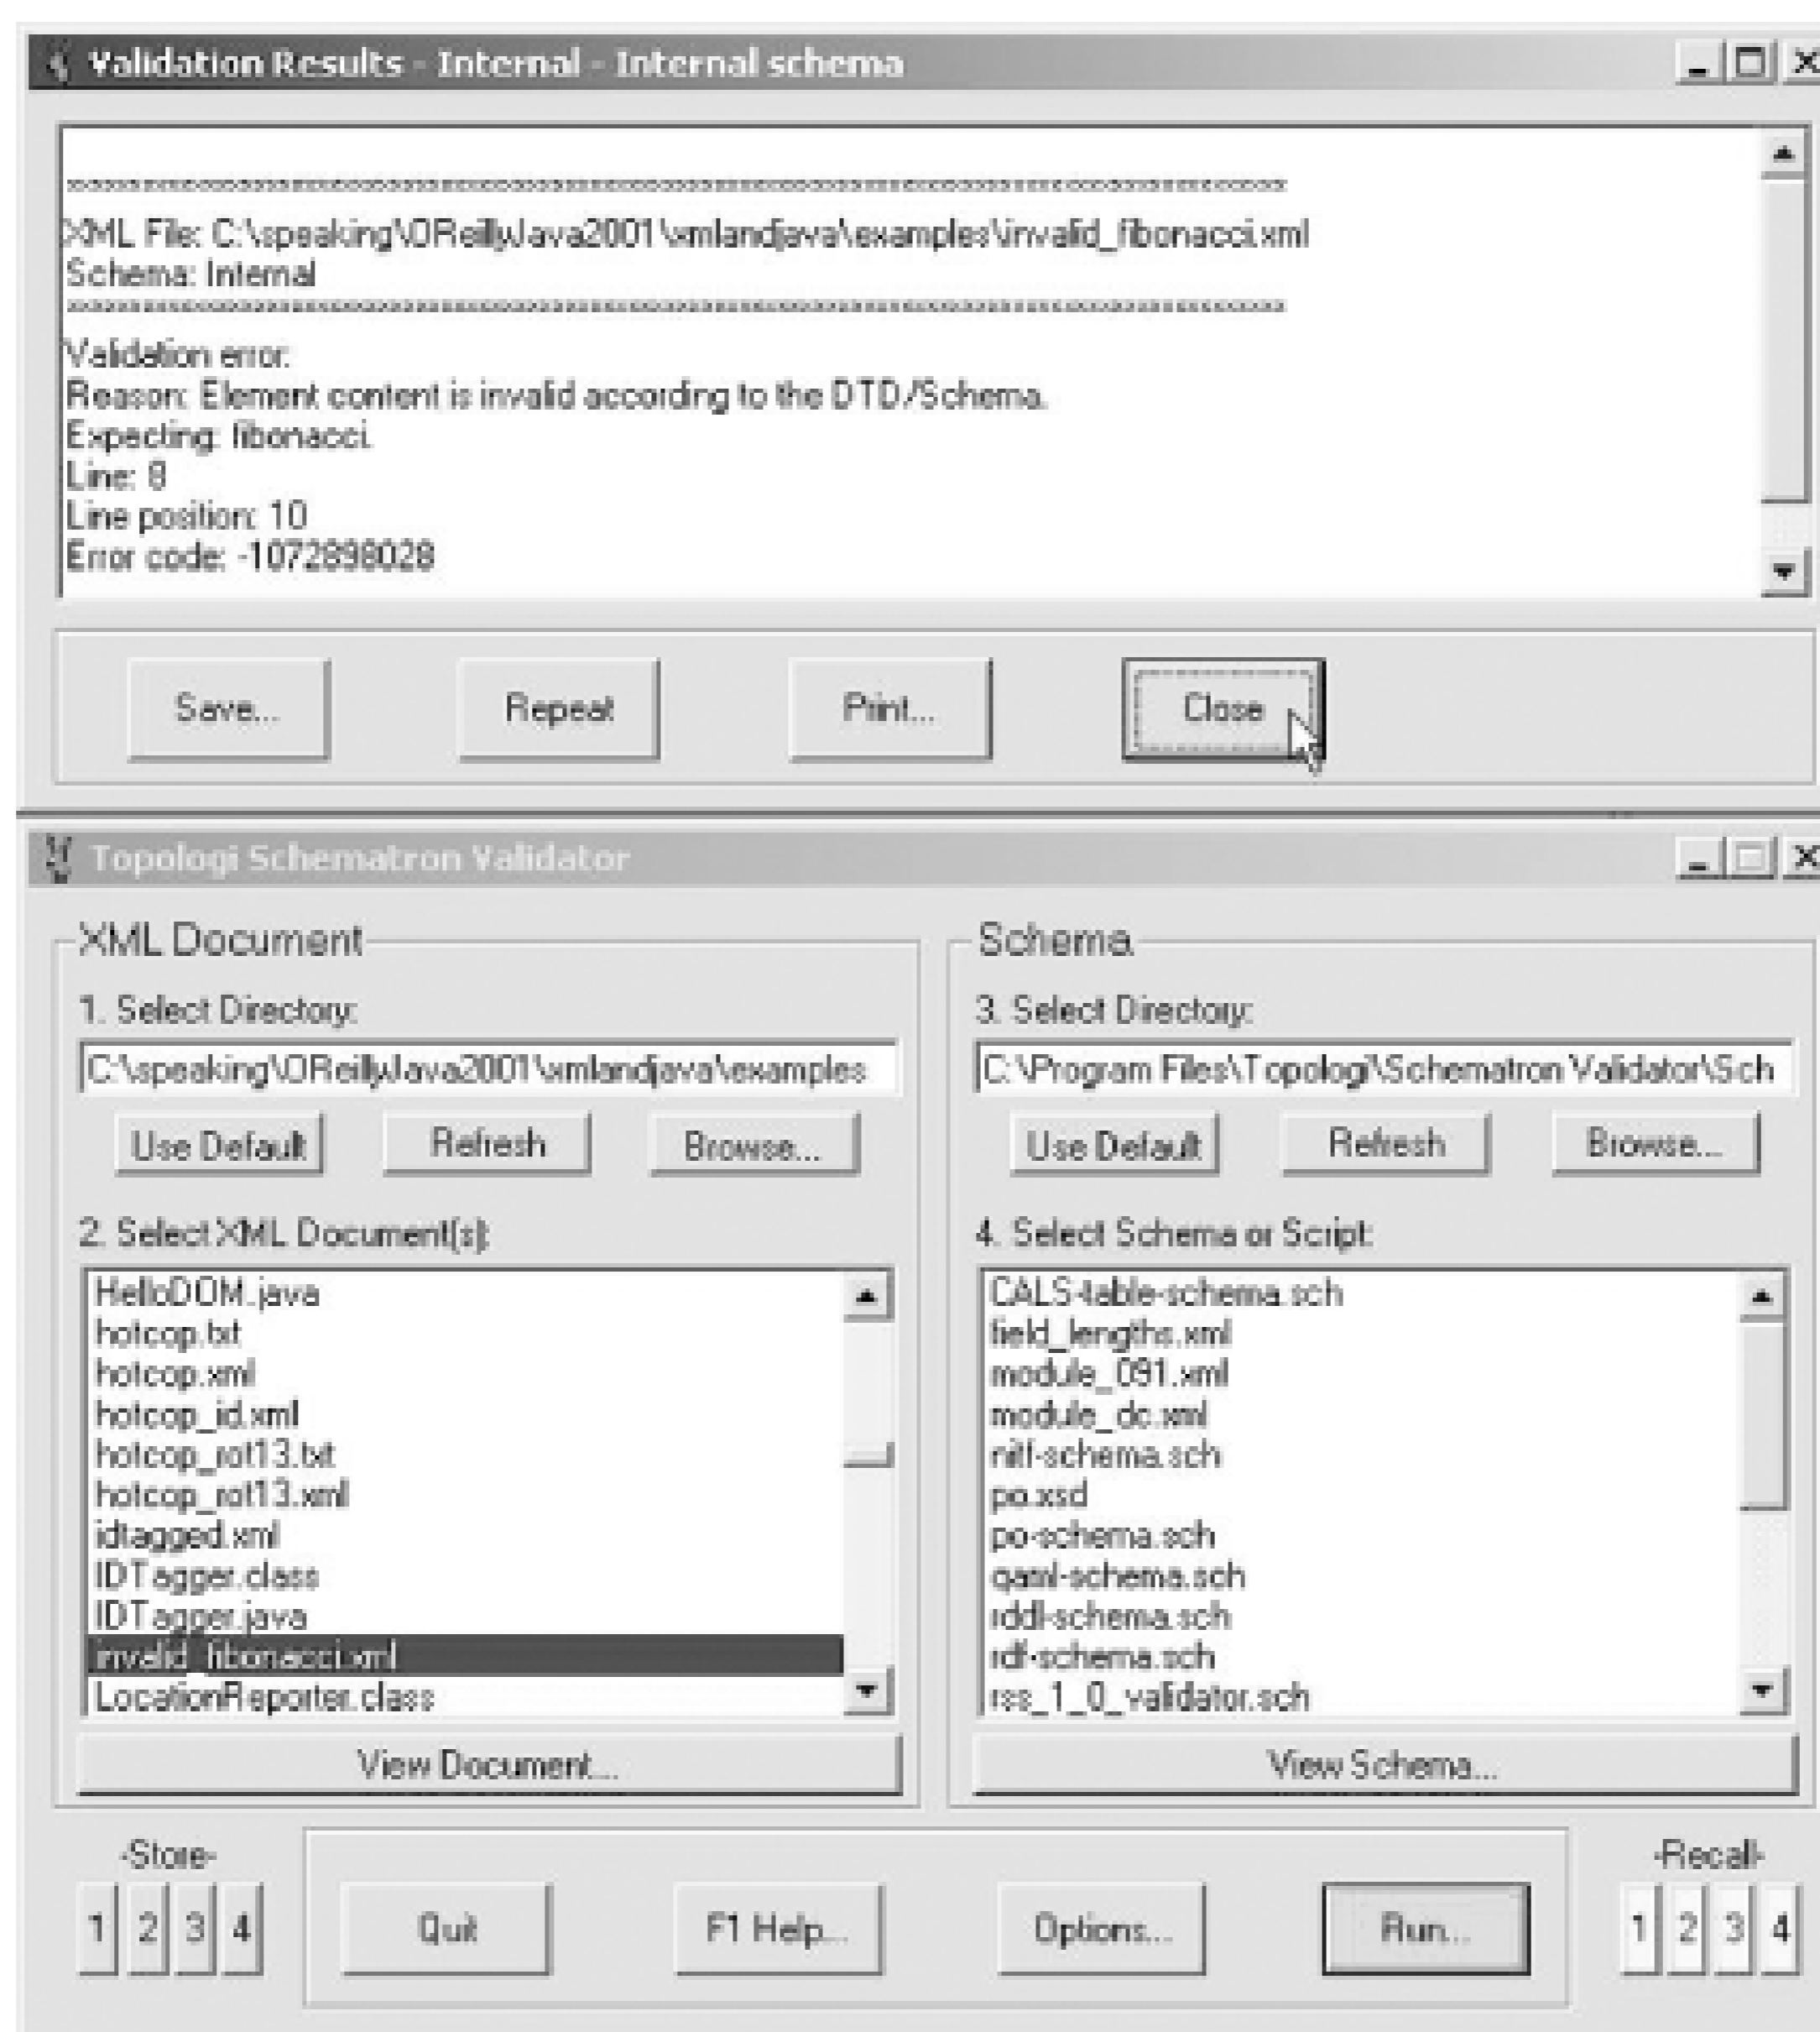 Validation Results - Internal - Internal schema
XML File: C:\speaking\OReillyJava2001\xmlandjava\examples\invalid_fibonacci.xml
Schema: Internal
Validation error:
Reason: Element content is invalid according to the DTD/Schema.
Expecting: fibonacci.
Line: 8
Line position: 10
Error code: -1072898028
Save...
Repeat
Print...
Close
Topologi Schematron Validator
XML Document
1. Select Directory:
C:\speaking\OReillyJava2001\xmlandjava\examples
Use Default
Refresh
Browse...
2. Select XML Document(s):
HelloDOM.java
hotcop.txt
hotcop.xml
hotcop_id.xml
hotcop_rot13.txt
hotcop_rot13.xml
idtagged.xml
IDTagger.class
IDTagger.java
invalid_fibonacci.xml
LocationReporter.class
View Document...
Schema
3. Select Directory:
C:\Program Files\Topologi\Schematron Validator\Sch
Use Default
Refresh
Browse...
4. Select Schema or Script:
CALS-table-schema.sch
field_lengths.xml
module_091.xml
module_dc.xml
nitf-schema.sch
po.xsd
po-schema.sch
qaml-schema.sch
rddl-schema.sch
rdf-schema.sch
rss_1_0_validator.sch
View Schema...
-Store-
1 2 3 4
Quit
F1 Help...
Options...
Run...
-Recall-
1 2 3 4